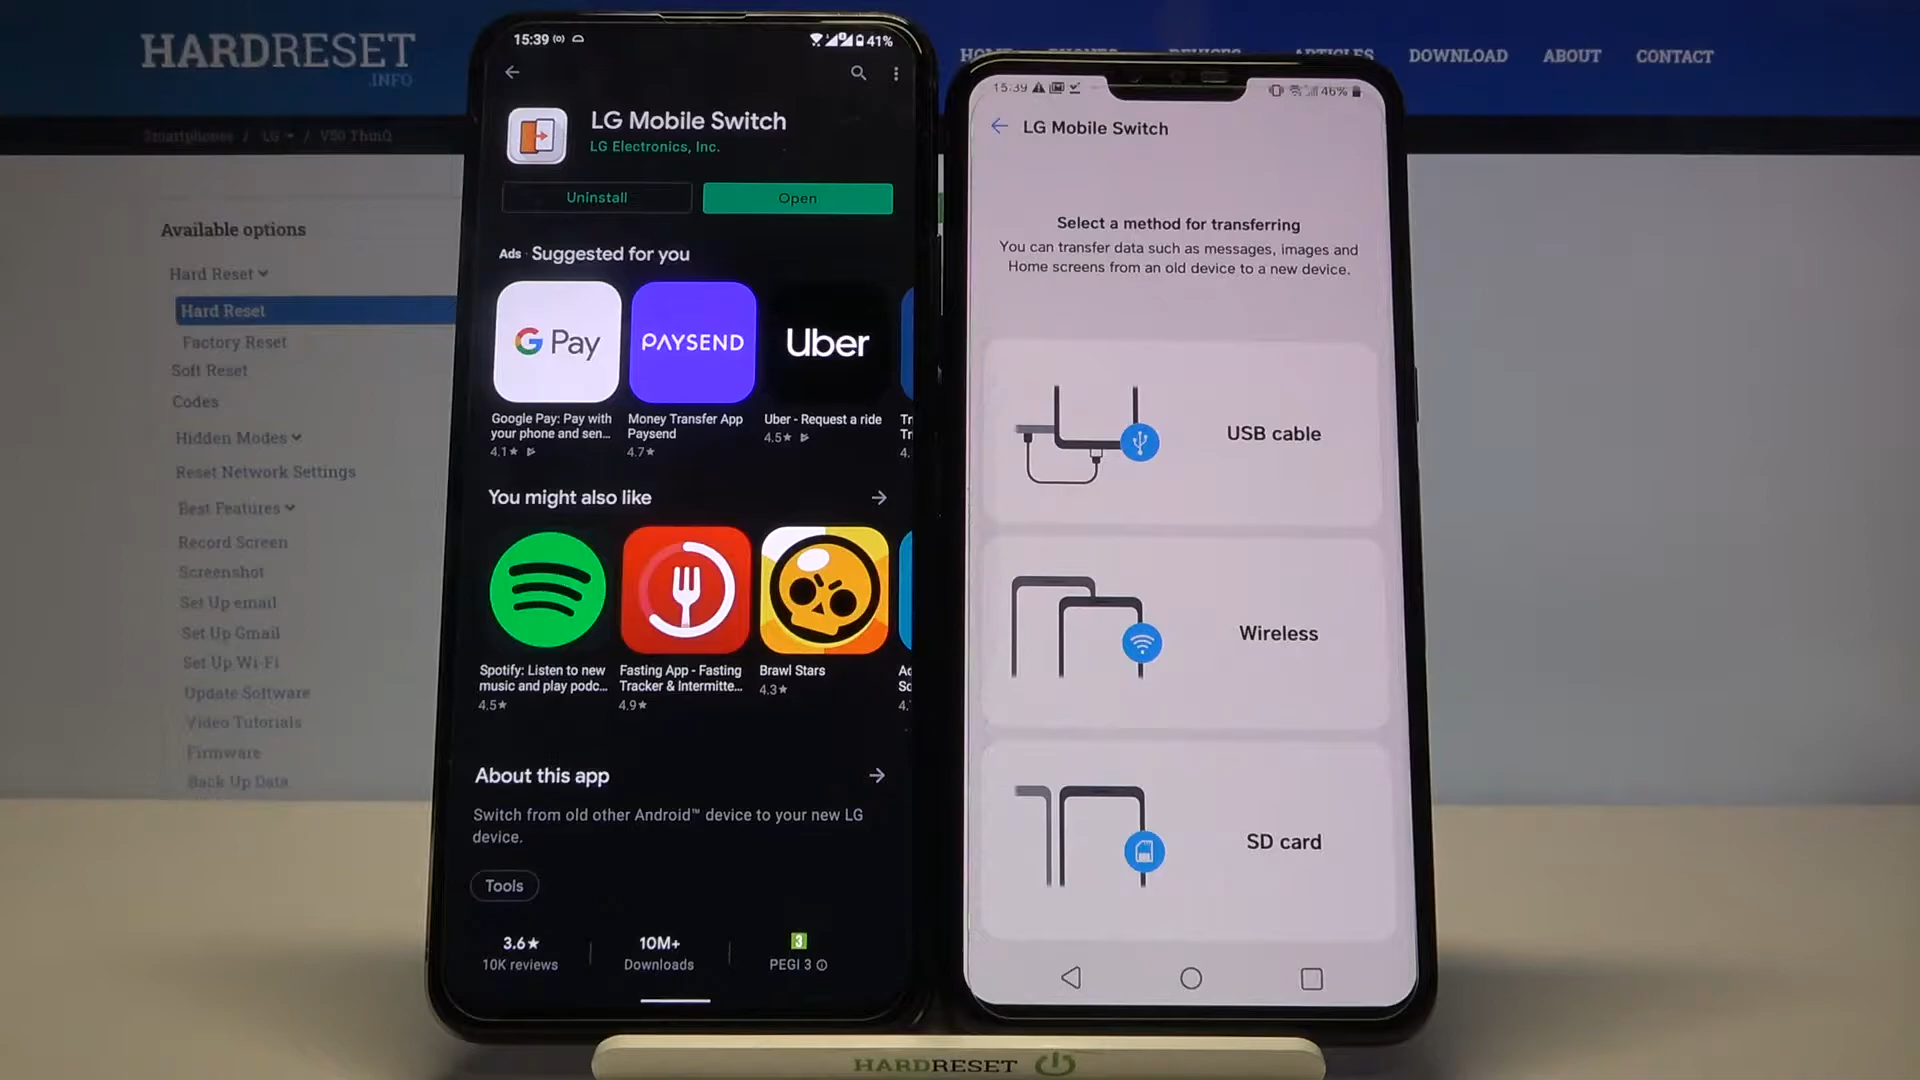 HARDRESET
.INFO
PHONES
DEVICES
ARTICLES
DOWNLOAD
ABOUT
CONTACT
Smartphones / LG / V50 ThinQ
Available options
Hard Reset
Hard Reset
Factory Reset
Soft Reset
Codes
Hidden Modes
Reset Network Settings
Best Features
Record Screen
Screenshot
Set Up email
Set Up Gmail
Set Up Wi-Fi
Update Software
Video Tutorials
Firmware
Back Up Data
15:39
41%
LG Mobile Switch
LG Electronics, Inc.
Uninstall
Open
Ads · Suggested for you
G Pay
PAYSEND
Uber
Google Pay: Pay with
your phone and sen...
4.1★
Money Transfer App
Paysend
4.7★
Uber - Request a ride
4.5★
Tr
Tr
4.
You might also like
Spotify: Listen to new
music and play podc...
4.5★
Fasting App - Fasting
Tracker & Intermitte...
4.9★
Brawl Stars
4.3★
Ac
Sc
4.
About this app
Switch from old other Android™ device to your new LG
device.
Tools
3.6★
10K reviews
10M+
Downloads
3
PEGI 3
15:39
46%
LG Mobile Switch
Select a method for transferring
You can transfer data such as messages, images and
Home screens from an old device to a new device.
USB cable
Wireless
SD card
HARDRESET